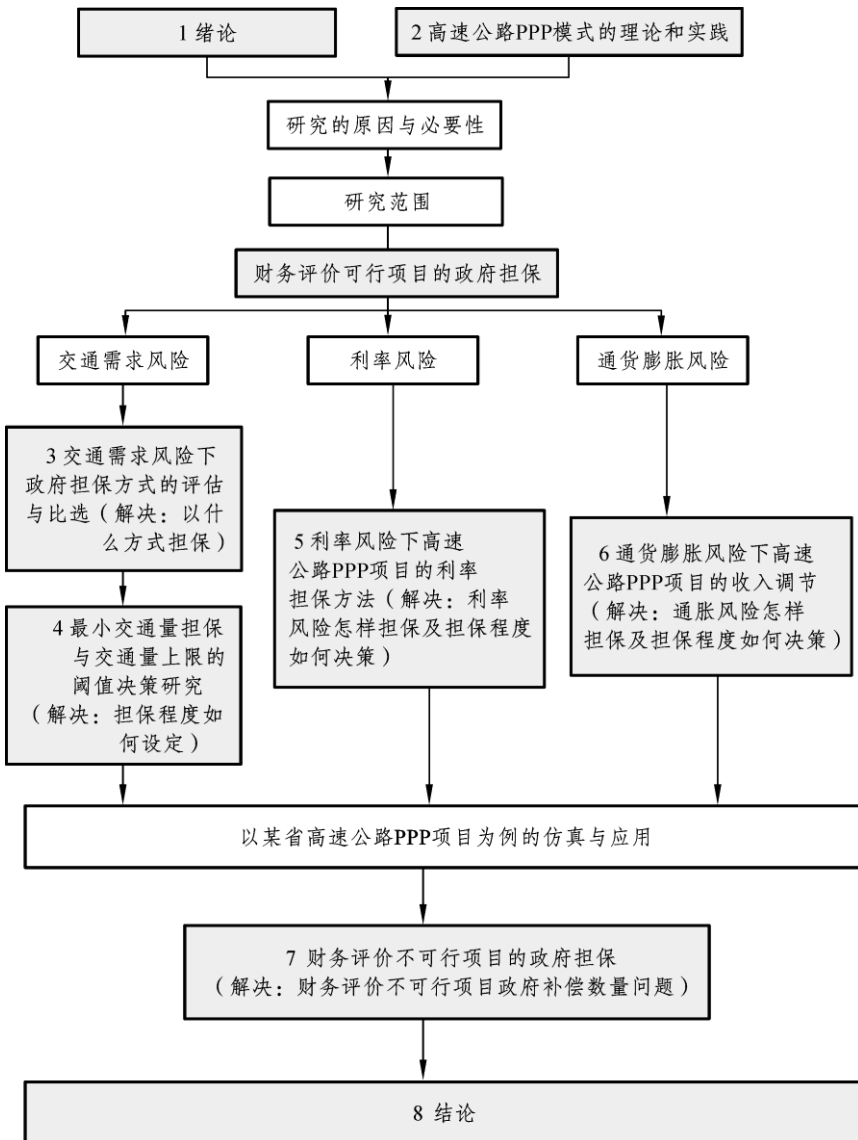 1 绪论
2 高速公路PPP模式的理论和实践
研究的原因与必要性
研究范围
财务评价可行项目的政府担保
交通需求风险
利率风险
通货膨胀风险
3 交通需求风险下
政府担保方式的评估
与比选（解决：以什
么方式担保）
4 最小交通量担保
与交通量上限的
阈值决策研究
（解决：担保程度如
何设定）
5 利率风险下高速
公路PPP项目的利率
担保方法（解决：利率
风险怎样担保及担保程度
如何决策）
6 通货膨胀风险下高速
公路PPP项目的收入调节
（解决：通胀风险怎样
担保及担保程度如何决策）
以某省高速公路PPP项目为例的仿真与应用
7 财务评价不可行项目的政府担保
（解决：财务评价不可行项目政府补偿数量问题）
8 结论